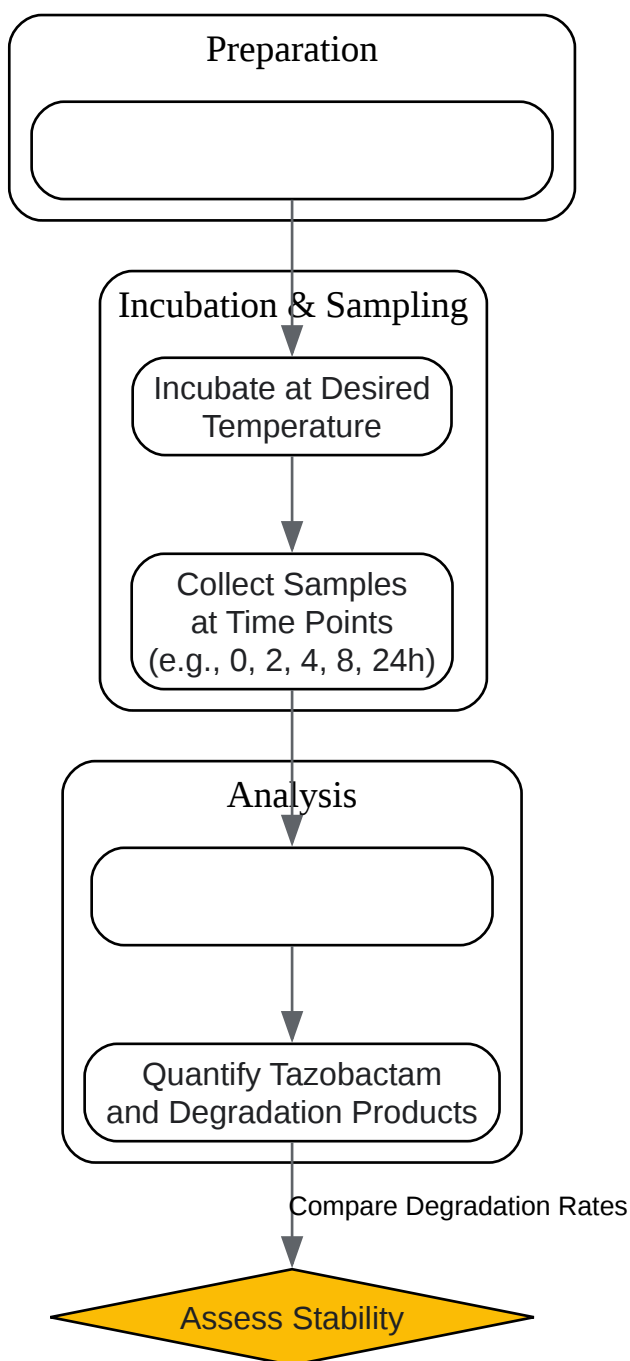 Preparation
Incubation & Sampling
Incubate at Desired
Temperature
Collect Samples
at Time Points
(e.g., 0, 2, 4, 8, 24h)
Analysis
Quantify Tazobactam
and Degradation Products
Compare Degradation Rates
Assess Stability